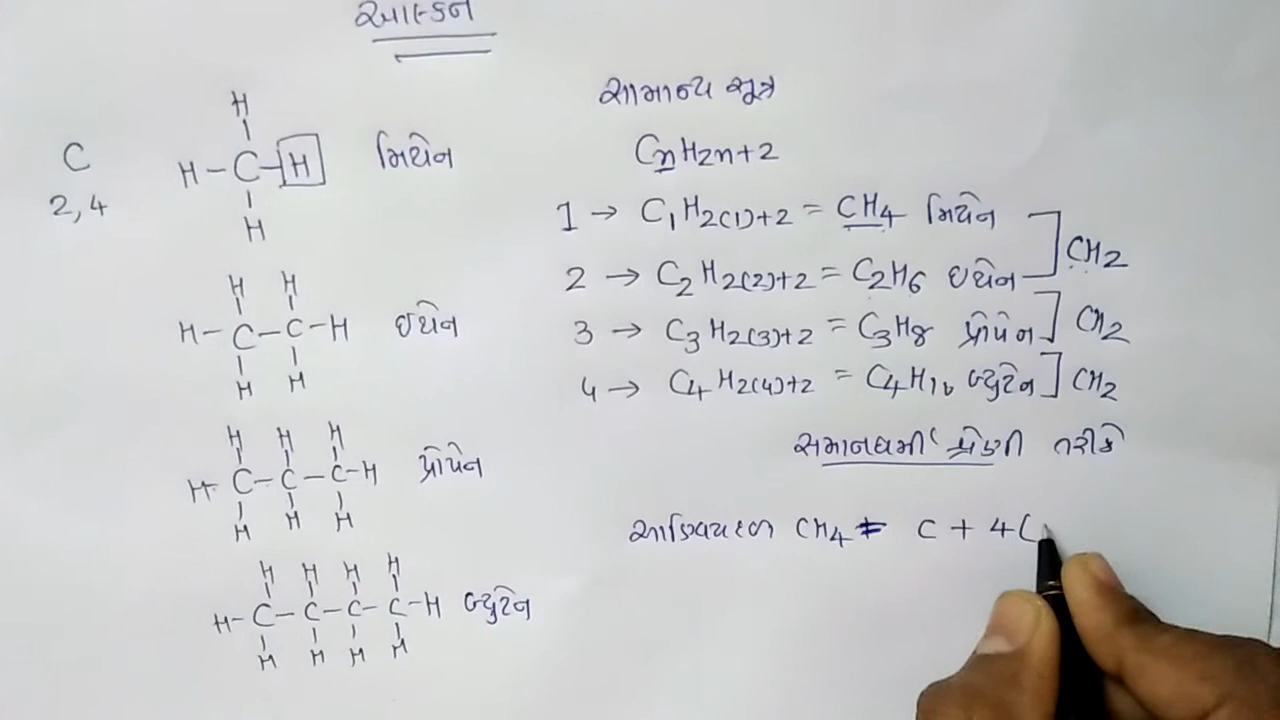 આલ્કેન
H
H – C – H મિથેન
H
C
2, 4
H H
H – C – C – H ઇથેન
H H
H H H
H – C – C – C – H પ્રોપેન
H H H
H H H H
H – C – C – C – C – H બ્યુટેન
H H H H
સામાન્ય સૂત્ર
CnH2n+2
1 → C1H2(1)+2 = CH4 મિથેન
2 → C2H2(2)+2 = C2H6 ઇથેન
CH2
3 → C3H2(3)+2 = C3H8 પ્રોપેન ] CH2
4 → C4H2(4)+2 = C4H10 બ્યુટેન ] CH2
સમાનધર્મી શ્રેણી તરીકે
CH4 = C + 4(